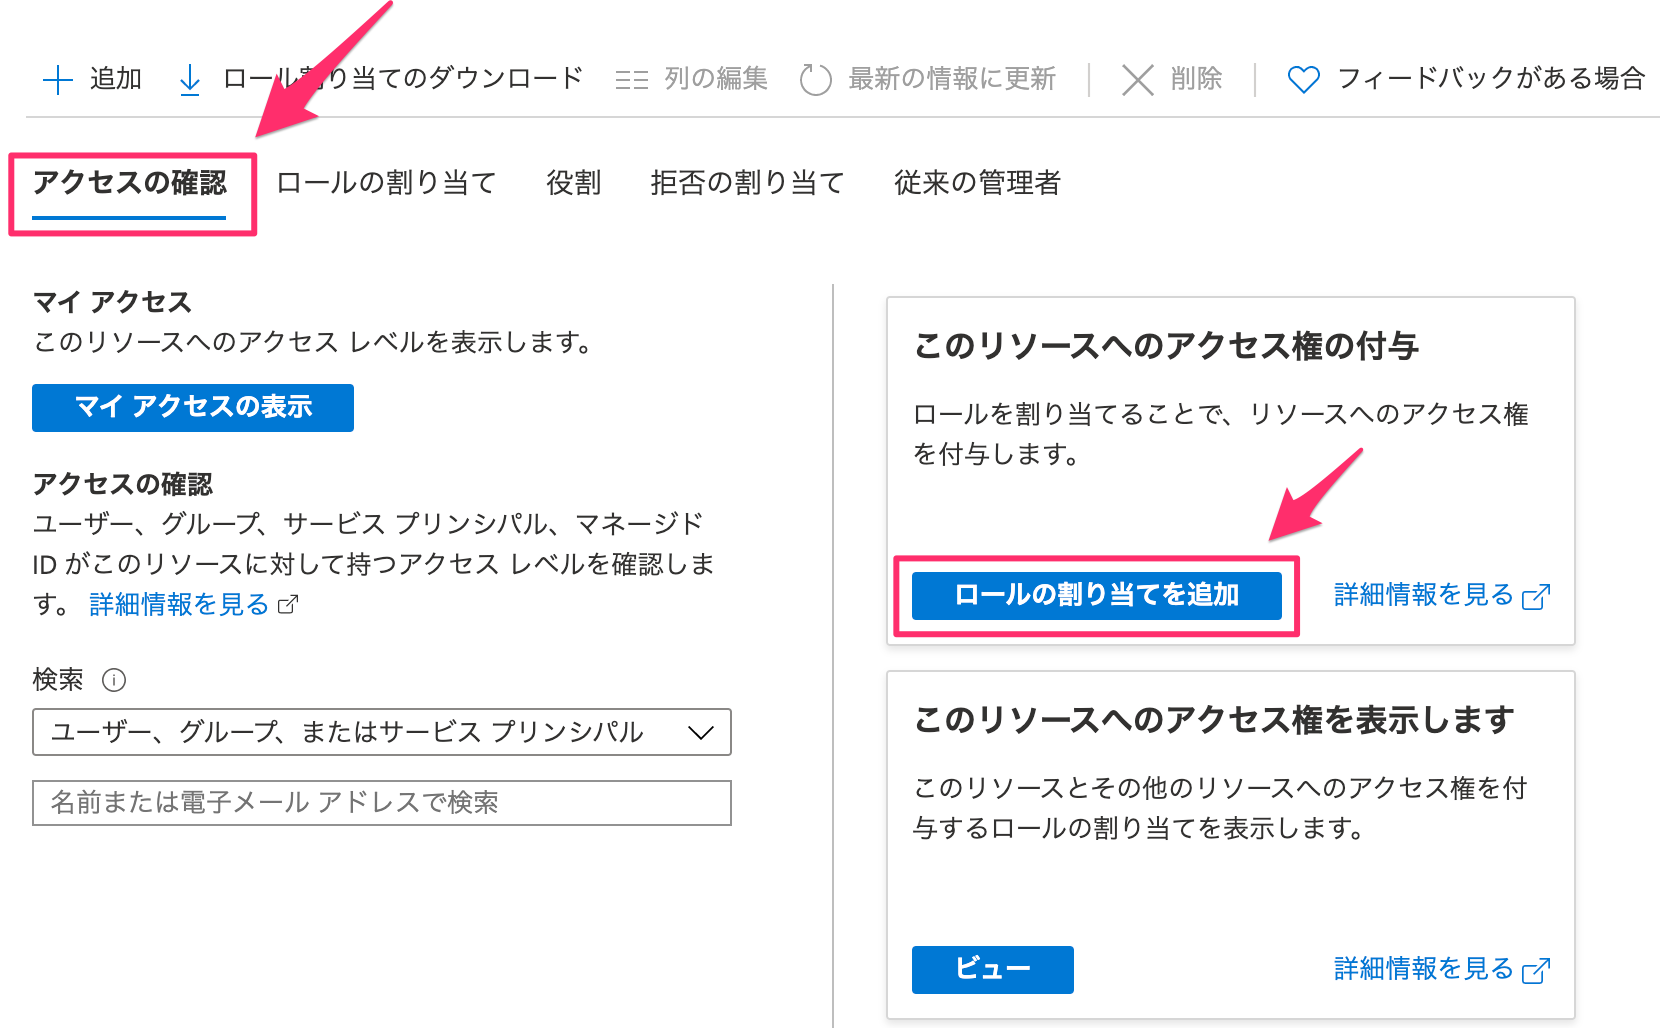 追加 ロール割り当てのダウンロード 列の編集 最新の情報に更新 削除 フィードバックがある場合
アクセスの確認 ロールの割り当て 役割 拒否の割り当て 従来の管理者
マイ アクセス
このリソースへのアクセス レベルを表示します。
マイ アクセスの表示
アクセスの確認
ユーザー、グループ、サービス プリンシパル、マネージド
ID がこのリソースに対して持つアクセス レベルを確認しま
す。 詳細情報を見る
検索
ユーザー、グループ、またはサービス プリンシパル
名前または電子メール アドレスで検索
このリソースへのアクセス権の付与
ロールを割り当てることで、リソースへのアクセス権
を付与します。
ロールの割り当てを追加 詳細情報を見る
このリソースへのアクセス権を表示します
このリソースとその他のリソースへのアクセス権を付
与するロールの割り当てを表示します。
ビュー 詳細情報を見る